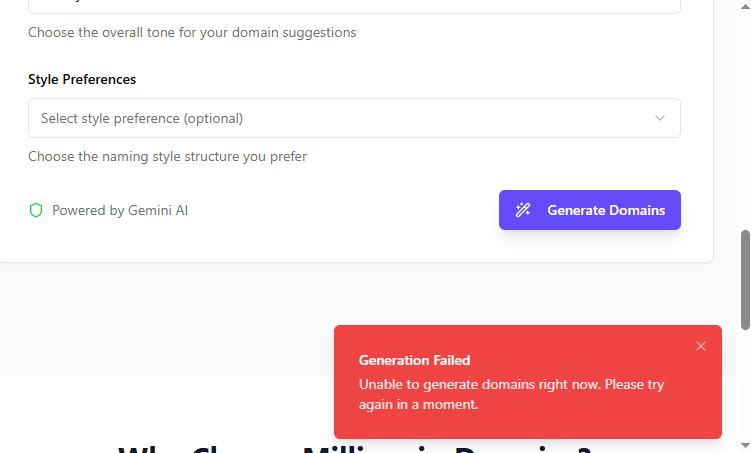 Choose the overall tone for your domain suggestions
Style Preferences
Select style preference (optional)
Choose the naming style structure you prefer
Powered by Gemini AI
Generate Domains
Generation Failed
Unable to generate domains right now. Please try
again in a moment.